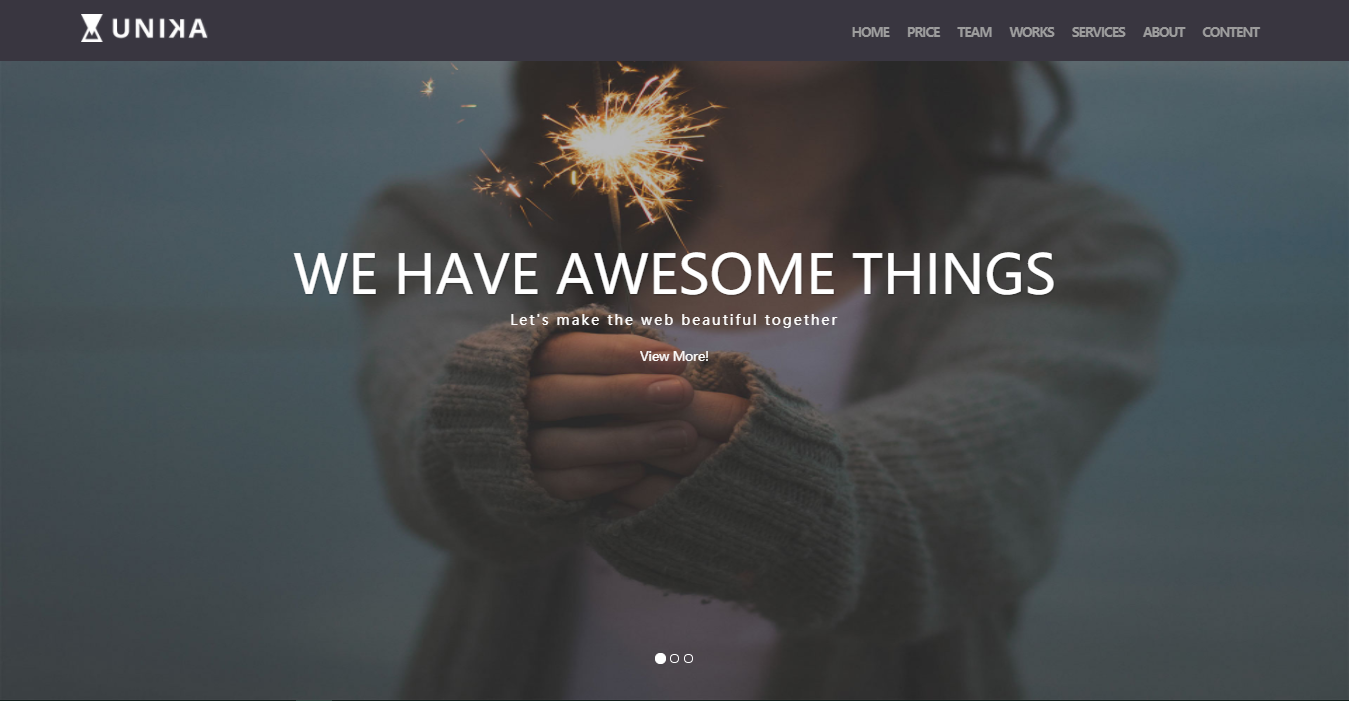 UNIKA
HOME PRICE TEAM WORKS SERVICES ABOUT CONTENT
WE HAVE AWESOME THINGS
Let's make the web beautiful together
View More!